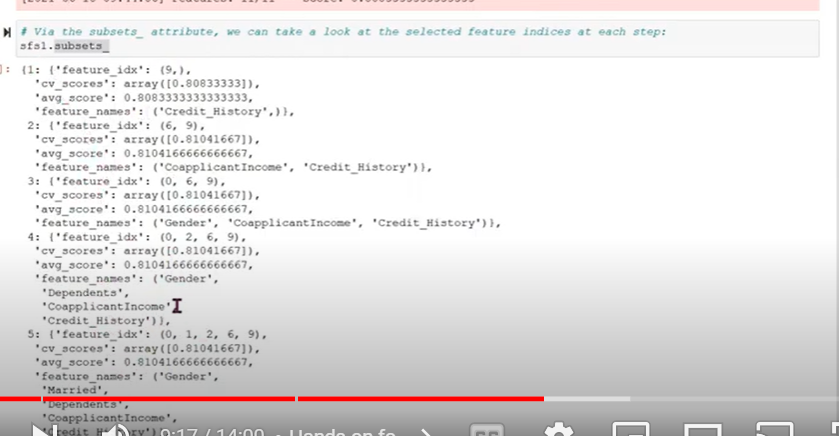 # Via the subsets_ attribute, we can take a look at the selected feature indices at each step:
sfs1.subsets_
{1: {'feature_idx': (9,),
'cv_scores': array([0.80833333]),
'avg_score': 0.8083333333333333,
'feature_names': ('Credit_History',)},
2: {'feature_idx': (6, 9),
'cv_scores': array([0.81041667]),
'avg_score': 0.8104166666666667,
'feature_names': ('CoapplicantIncome', 'Credit_History')},
3: {'feature_idx': (0, 6, 9),
'cv_scores': array([0.81041667]),
'avg_score': 0.8104166666666667,
'feature_names': ('Gender', 'CoapplicantIncome', 'Credit_History')},
4: {'feature_idx': (0, 2, 6, 9),
'cv_scores': array([0.81041667]),
'avg_score': 0.8104166666666667,
'feature_names': ('Gender',
'Dependents',
'CoapplicantIncome'
'Credit_History')},
5: {'feature_idx': (0, 1, 2, 6, 9),
'cv_scores': array([0.81041667]),
'avg_score': 0.8104166666666667,
'feature_names': ('Gender',
'Married',
'Dependents',
'CoapplicantIncome',
9:17 / 14:00 • Hands on fo